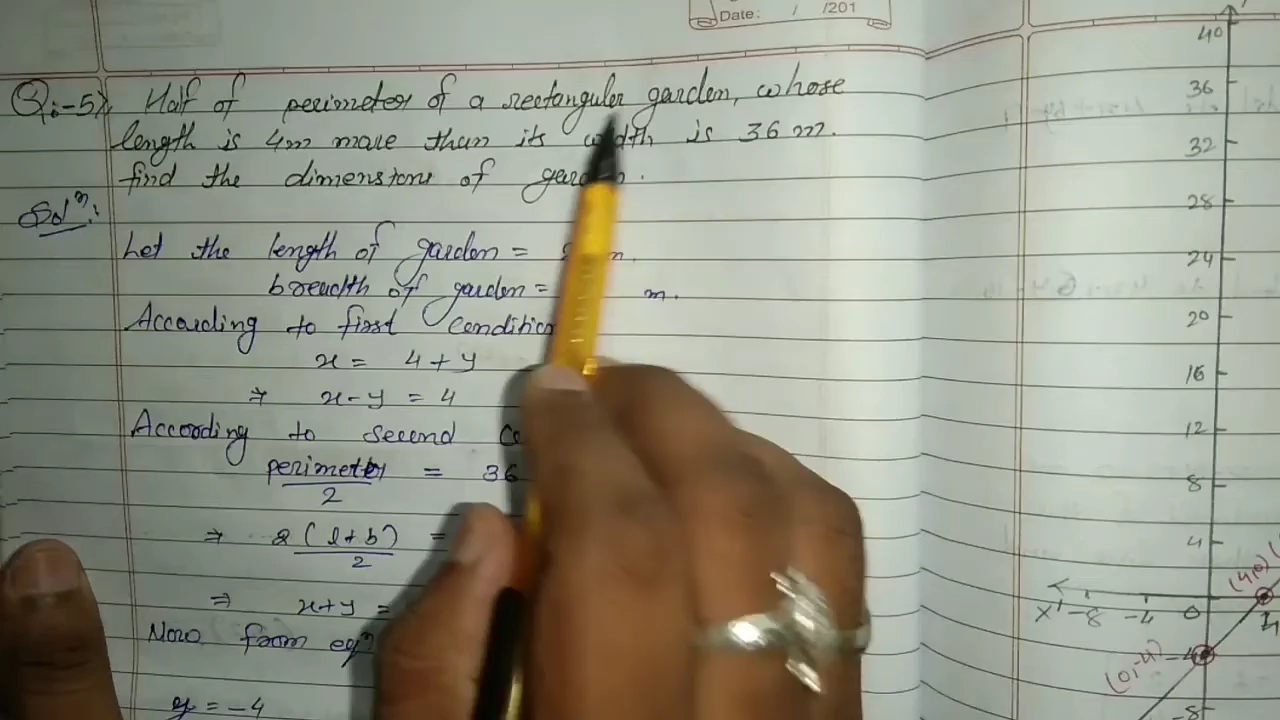 Date: / /201
Q:-5⟩ Half of perimeter of a rectanguler garden, whose
length is 4m more than its width is 36 m.
find the dimensions of garden.
Solⁿ:
Let the length of garden =
breadth of garden = m.
According to first condition
x = 4 + y
⇒ x - y = 4
According to second
perimeter/2 = 36
⇒ 2(l+b)/2 =
⇒ x+y =
Now from eqⁿ
y = -4
40
36
32
28
24
20
16
12
8
4
X' -8 -4 0
(4,0)
(0,-4)
-4
-8